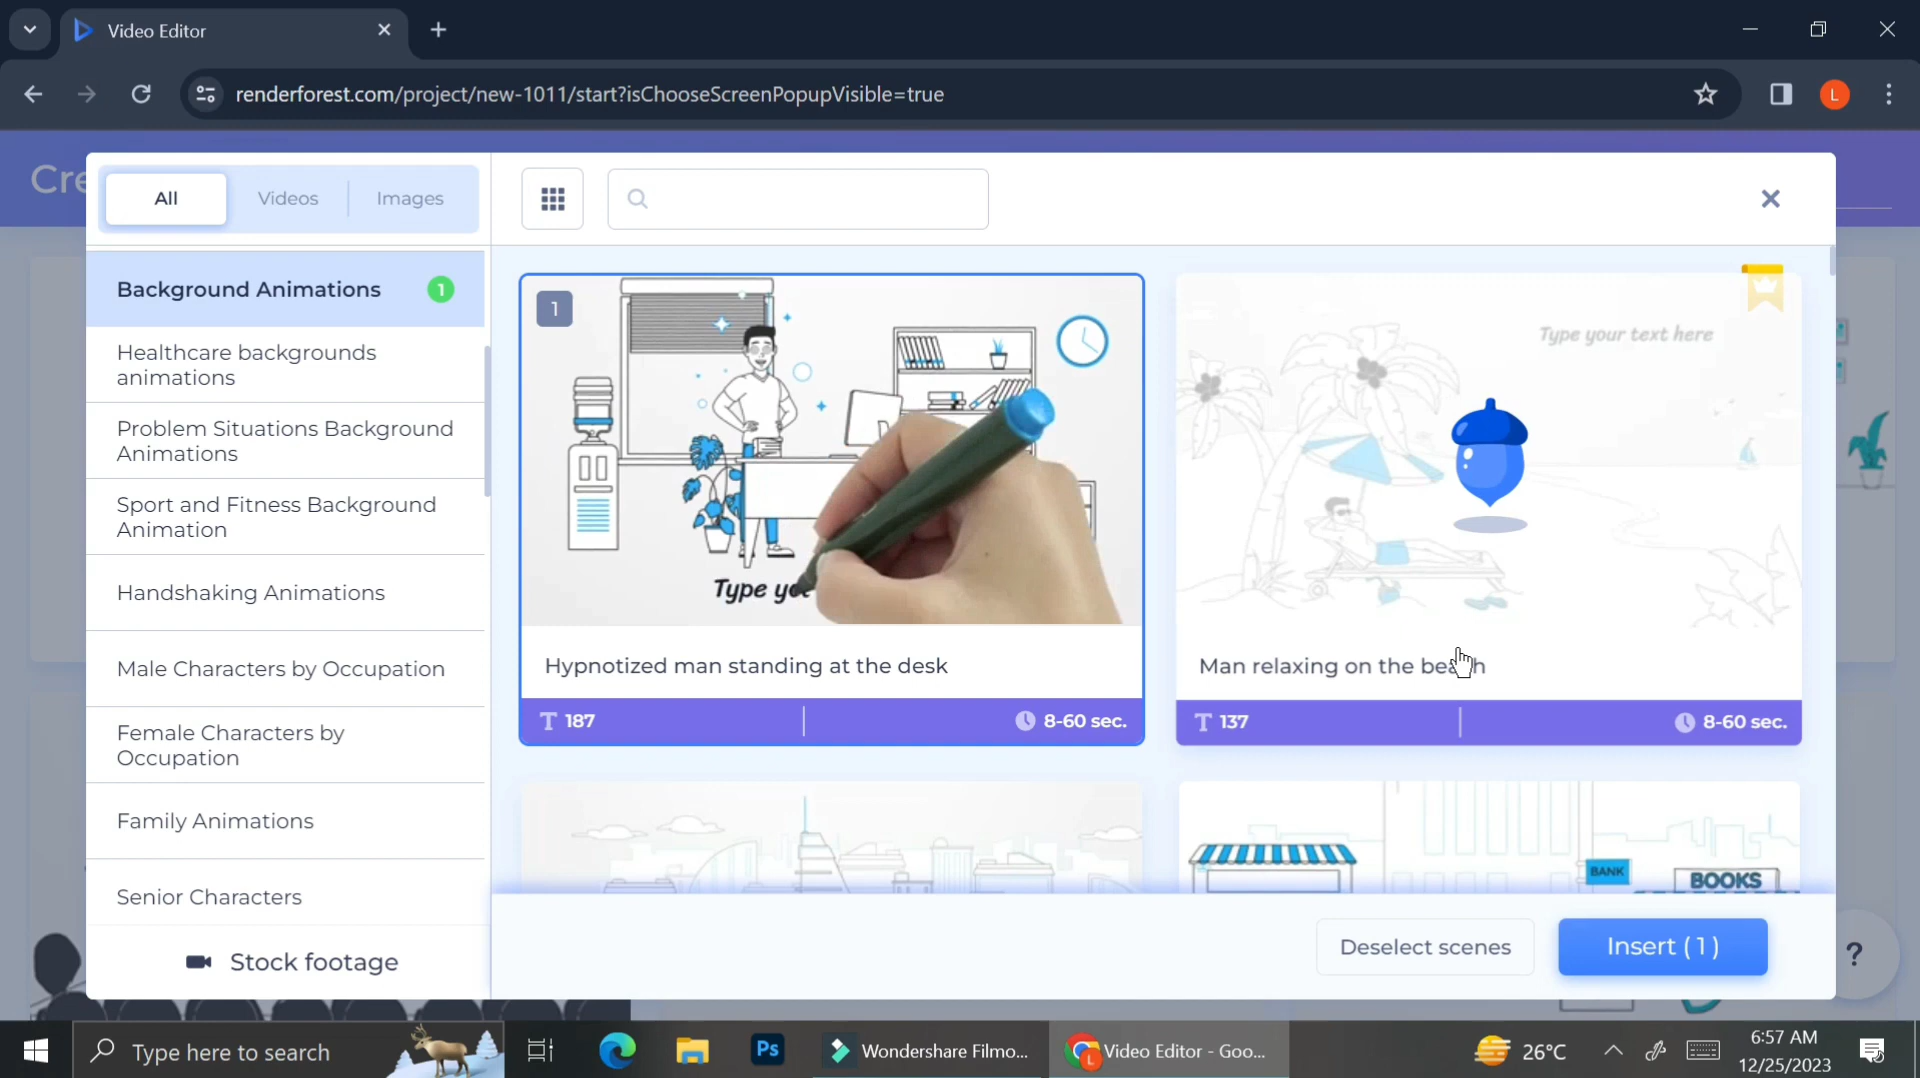 Video Editor
renderforest.com/project/new-1011/start?isChooseScreenPopupVisible=true
L
Cre
All
Videos
Images
Background Animations
1
Healthcare backgrounds
animations
Problem Situations Background
Animations
Sport and Fitness Background
Animation
Handshaking Animations
Male Characters by Occupation
Female Characters by
Occupation
Family Animations
Senior Characters
Stock footage
1
Type yo
Hypnotized man standing at the desk
T 187
8-60 sec.
Type your text here
Man relaxing on the beach
T 137
8-60 sec.
BANK
BOOKS
Deselect scenes
Insert ( 1 )
?
Type here to search
Ps
Wondershare Filmo...
L
Video Editor - Goo...
26°C
6:57 AM
12/25/2023